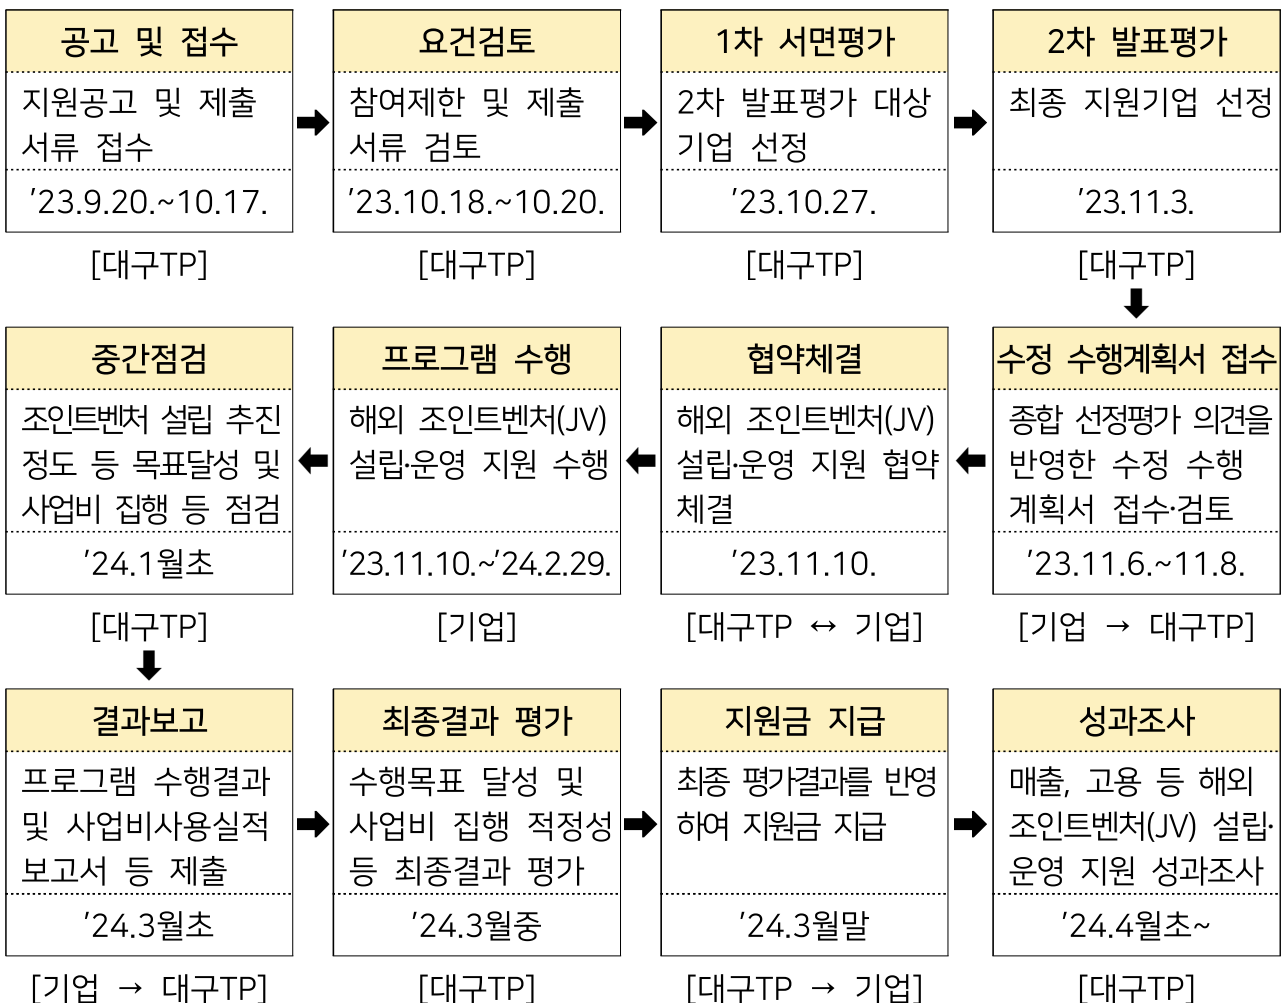 공고 및 접수
지원공고 및 제출
서류 접수
'23.9.20.~10.17.
[대구TP]
요건검토
참여제한 및 제출
서류 검토
'23.10.18.~10.20.
[대구TP]
1차 서면평가
2차 발표평가 대상
기업 선정
'23.10.27.
[대구TP]
2차 발표평가
최종 지원기업 선정
'23.11.3.
[대구TP]
수정 수행계획서 접수
종합 선정평가 의견을
반영한 수정 수행
계획서 접수·검토
'23.11.6.~11.8.
[기업 → 대구TP]
협약체결
해외 조인트벤처(JV)
설립·운영 지원 협약
체결
'23.11.10.
[대구TP ↔ 기업]
프로그램 수행
해외 조인트벤처(JV)
설립·운영 지원 수행
'23.11.10.~'24.2.29.
[기업]
중간점검
조인트벤처 설립 추진
정도 등 목표달성 및
사업비 집행 등 점검
'24.1월초
[대구TP]
결과보고
프로그램 수행결과
및 사업비사용실적
보고서 등 제출
'24.3월초
[기업 → 대구TP]
최종결과 평가
수행목표 달성 및
사업비 집행 적정성
등 최종결과 평가
'24.3월중
[대구TP]
지원금 지급
최종 평가결과를 반영
하여 지원금 지급
'24.3월말
[대구TP → 기업]
성과조사
매출, 고용 등 해외
조인트벤처(JV) 설립·
운영 지원 성과조사
'24.4월초~
[대구TP]